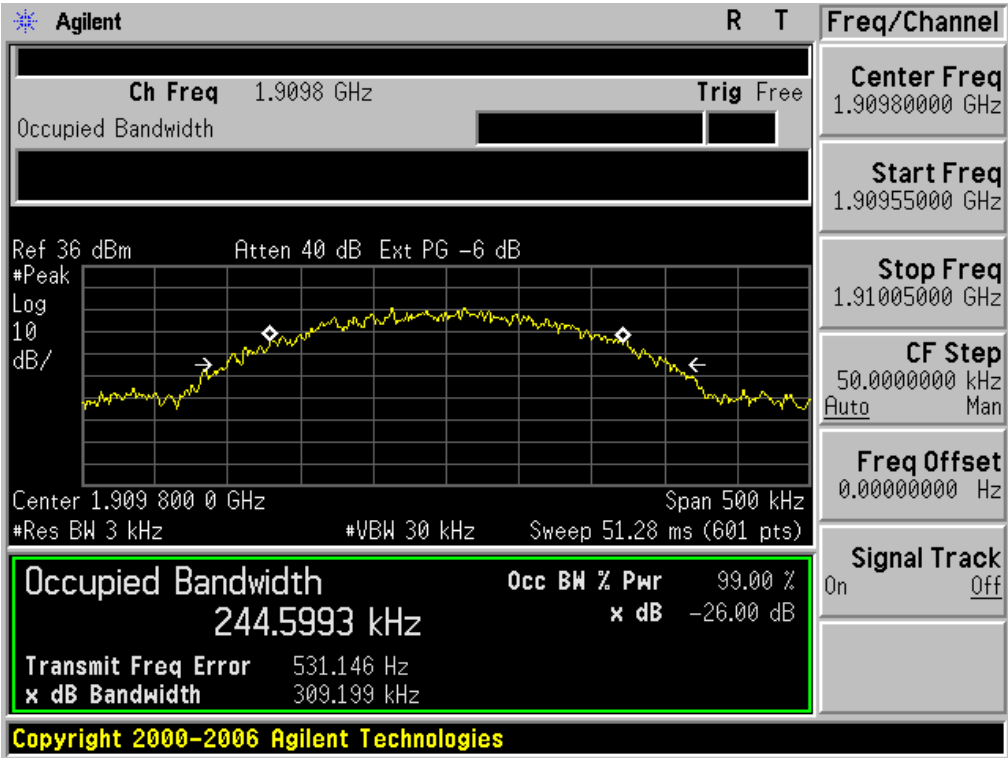 Agilent R T
Freq/Channel
Ch Freq 1.9098 GHz Trig Free
Occupied Bandwidth
Center Freq
1.90980000 GHz
Start Freq
1.90955000 GHz
Stop Freq
1.91005000 GHz
CF Step
50.0000000 kHz
Auto Man
Freq Offset
0.00000000 Hz
Signal Track
On Off
Ref 36 dBm Atten 40 dB Ext PG -6 dB
#Peak
Log
10
dB/
Center 1.909 800 0 GHz Span 500 kHz
#Res BW 3 kHz #VBW 30 kHz Sweep 51.28 ms (601 pts)
Occupied Bandwidth
244.5993 kHz
Occ BW % Pwr 99.00 %
x dB -26.00 dB
Transmit Freq Error 531.146 Hz
x dB Bandwidth 309.199 kHz
Copyright 2000-2006 Agilent Technologies